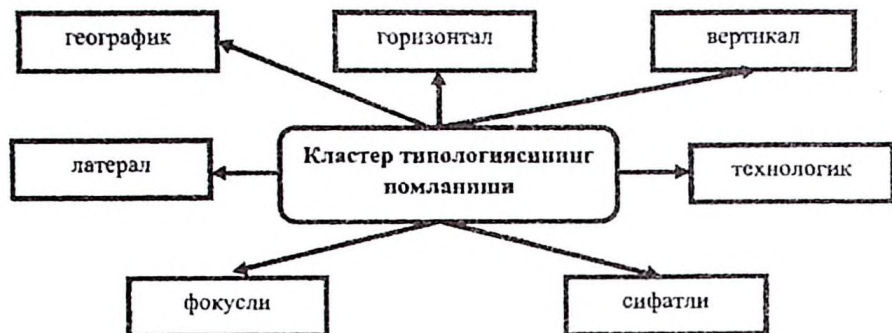 географик
горизонтал
вертикал
Кластер типологиясининг
номланиши
латерал
технологик
фокусли
сифатли